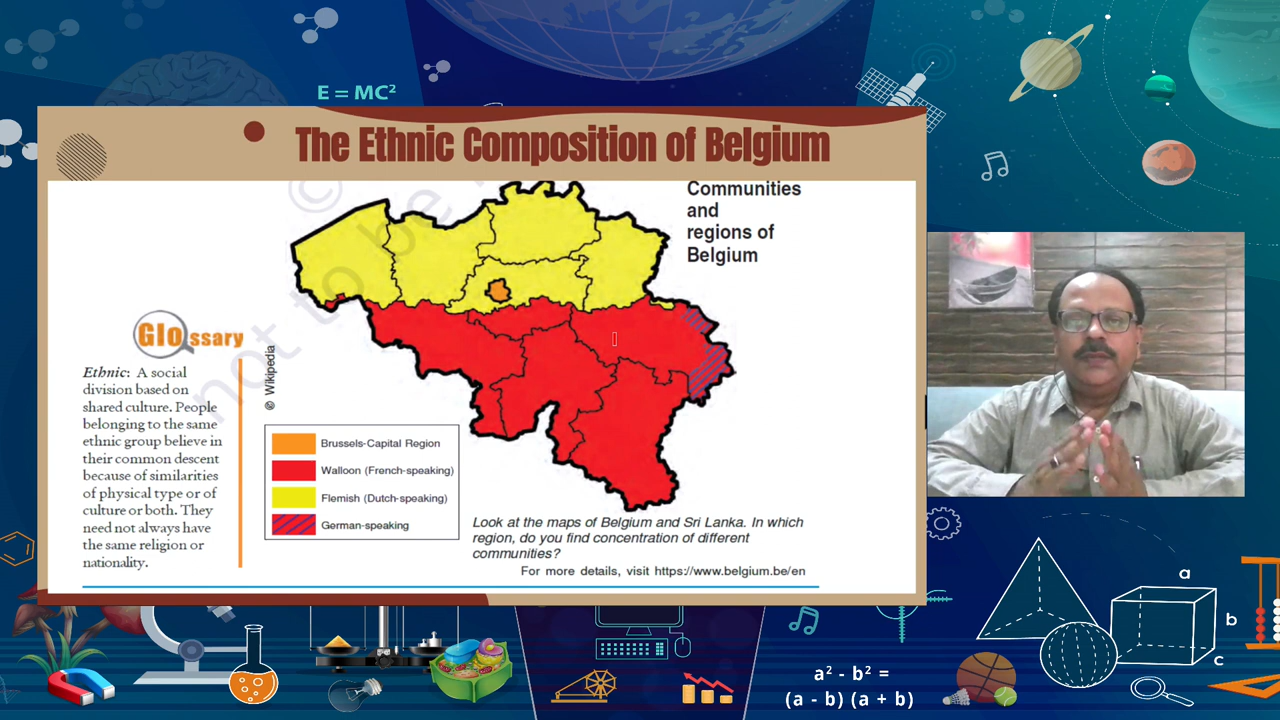 E = MC²
The Ethnic Composition of Belgium
Communities
and
regions of
Belgium
Glossary
Ethnic: A social
division based on
shared culture. People
belonging to the same
ethnic group believe in
their common descent
because of similarities
of physical type or of
culture or both. They
need not always have
the same religion or
nationality.
© Wikipedia
Brussels-Capital Region
Walloon (French-speaking)
Flemish (Dutch-speaking)
German-speaking
Look at the maps of Belgium and Sri Lanka. In which
region, do you find concentration of different
communities?
For more details, visit https://www.belgium.be/en
© not to be
a
b
c
a² - b² =
(a - b) (a + b)